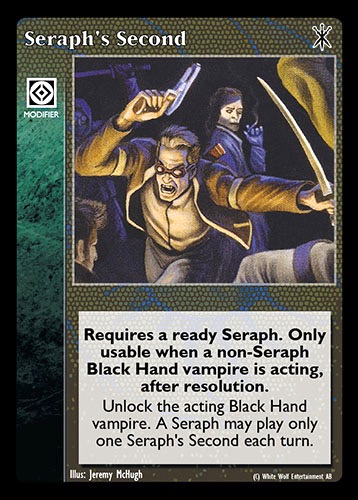 Seraph's Second
MODIFIER
Requires a ready Seraph. Only
usable when a non-Seraph
Black Hand vampire is acting,
after resolution.
Unlock the acting Black Hand
vampire. A Seraph may play only
one Seraph's Second each turn.
Illus: Jeremy McHugh
(C) White Wolf Entertainment AB